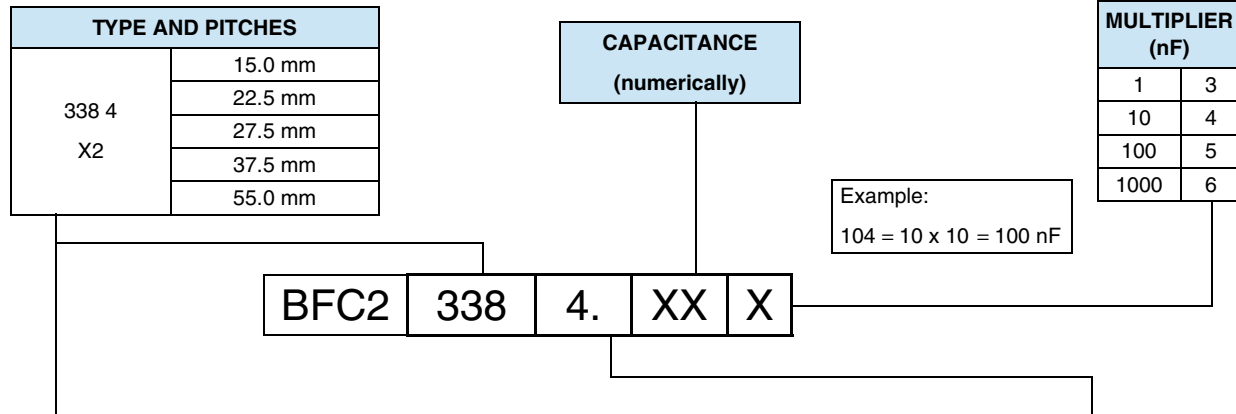 TYPE AND PITCHES
338 4
X2
15.0 mm
22.5 mm
27.5 mm
37.5 mm
55.0 mm
CAPACITANCE
(numerically)
MULTIPLIER
(nF)
1 3
10 4
100 5
1000 6
Example:
104 = 10 x 10 = 100 nF
BFC2 338 4. XX X